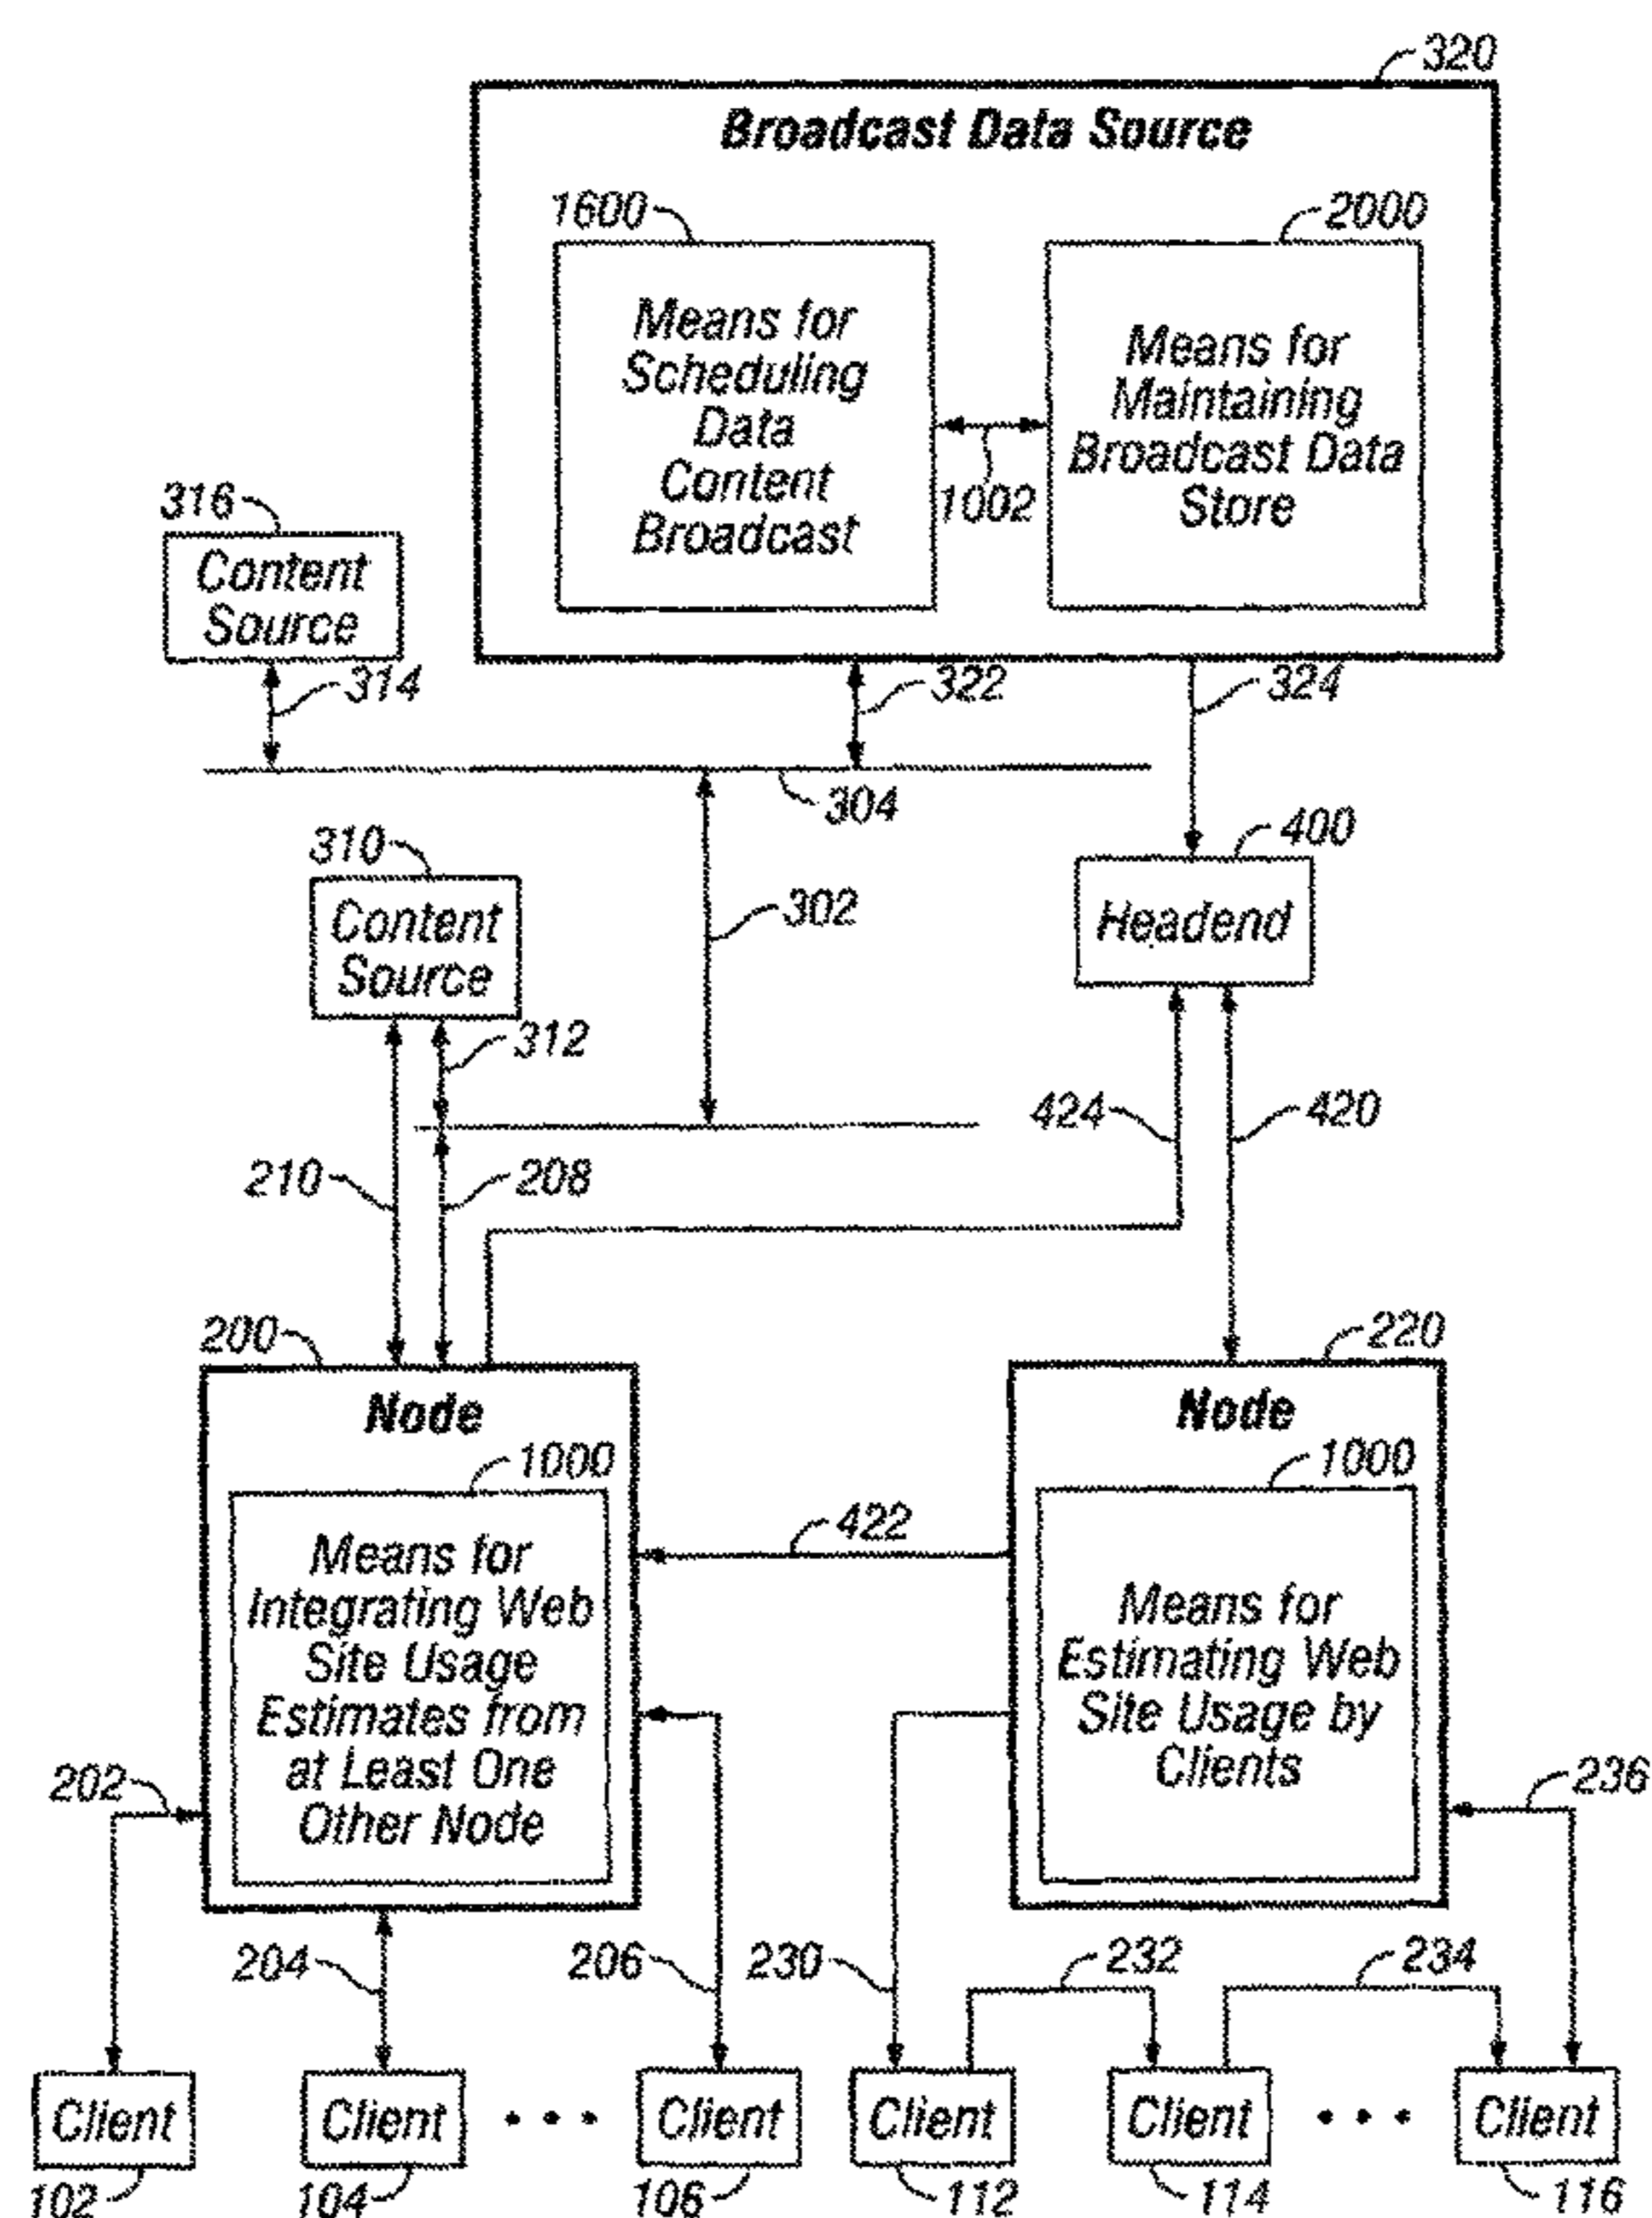 320
Broadcast Data Source
1600
2000
Means for
Scheduling
Data
Content
Broadcast
1002
Means for
Maintaining
Broadcast Data
Store
316
Content
Source
314
322
324
304
310
Content
Source
302
400
Headend
312
424
420
210
208
200
Node
1000
Means for
Integrating Web
Site Usage
Estimates from
at Least One
Other Node
220
Node
1000
Means for
Estimating Web
Site Usage by
Clients
422
202
236
204
206
230
232
234
Client
Client
Client
Client
Client
Client
102
104
106
112
114
116